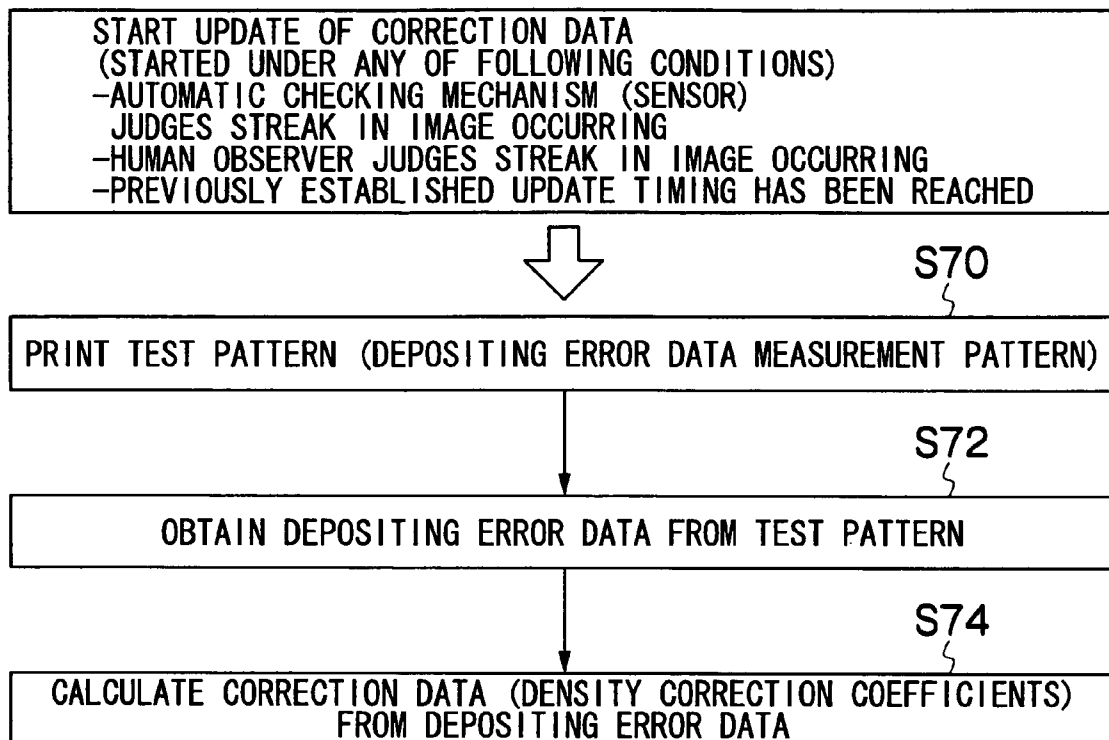 START UPDATE OF CORRECTION DATA
(STARTED UNDER ANY OF FOLLOWING CONDITIONS)
-AUTOMATIC CHECKING MECHANISM (SENSOR)
JUDGES STREAK IN IMAGE OCCURRING
-HUMAN OBSERVER JUDGES STREAK IN IMAGE OCCURRING
-PREVIOUSLY ESTABLISHED UPDATE TIMING HAS BEEN REACHED
S70
PRINT TEST PATTERN (DEPOSITING ERROR DATA MEASUREMENT PATTERN)
S72
OBTAIN DEPOSITING ERROR DATA FROM TEST PATTERN
S74
CALCULATE CORRECTION DATA (DENSITY CORRECTION COEFFICIENTS)
FROM DEPOSITING ERROR DATA